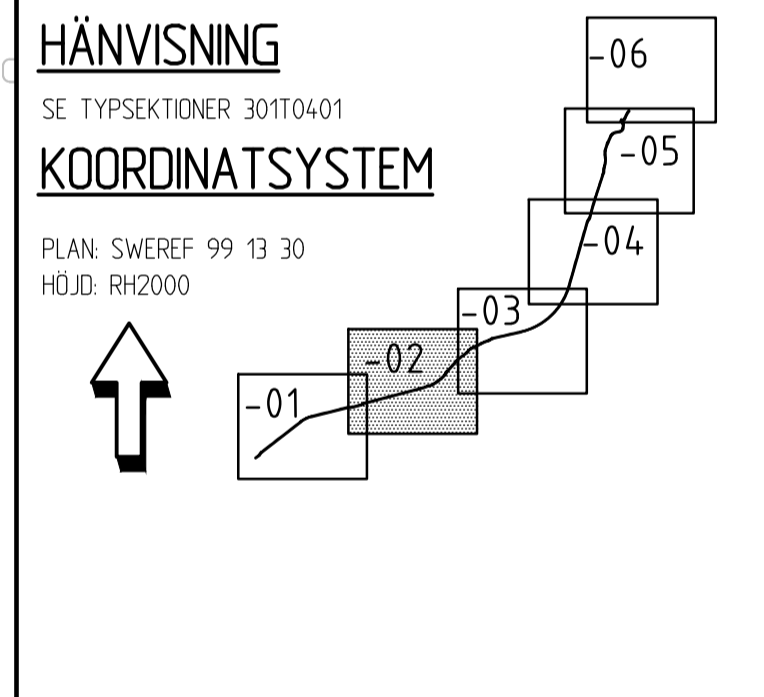 HÄNVISNING
SE TYPSEKTIONER 301T0401
KOORDINATSYSTEM
PLAN: SWEREF 99 13 30
HÖJD: RH2000
-06
-05
-04
-03
-02
-01